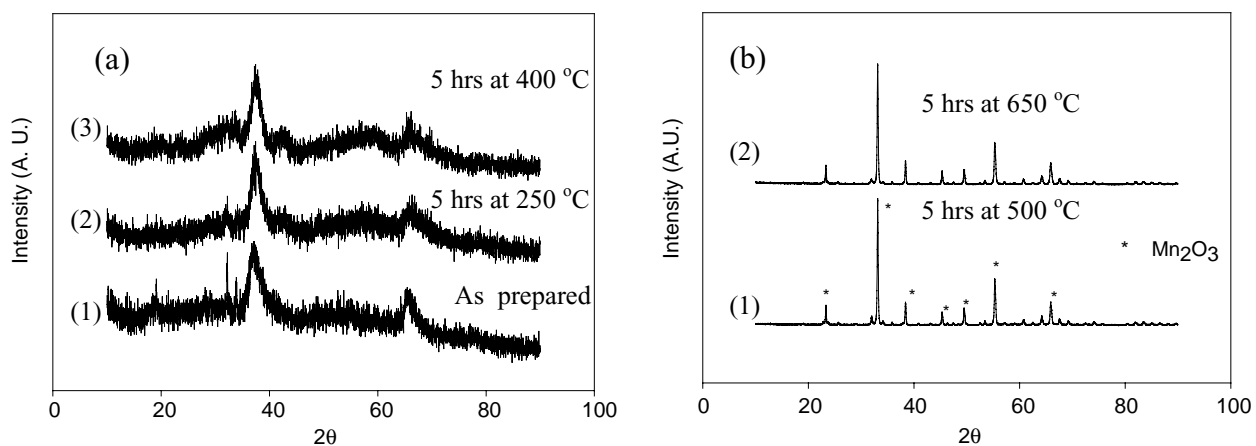 (a)
5 hrs at 400 °C
(3)
5 hrs at 250 °C
(2)
As prepared
(1)
Intensity (A. U.)
0 20 40 60 80 100
2θ
(b)
5 hrs at 650 °C
(2)
*
5 hrs at 500 °C
* Mn₂O₃
*
* * * * *
(1)
Intensity (A.U.)
0 20 40 60 80 100
2θ